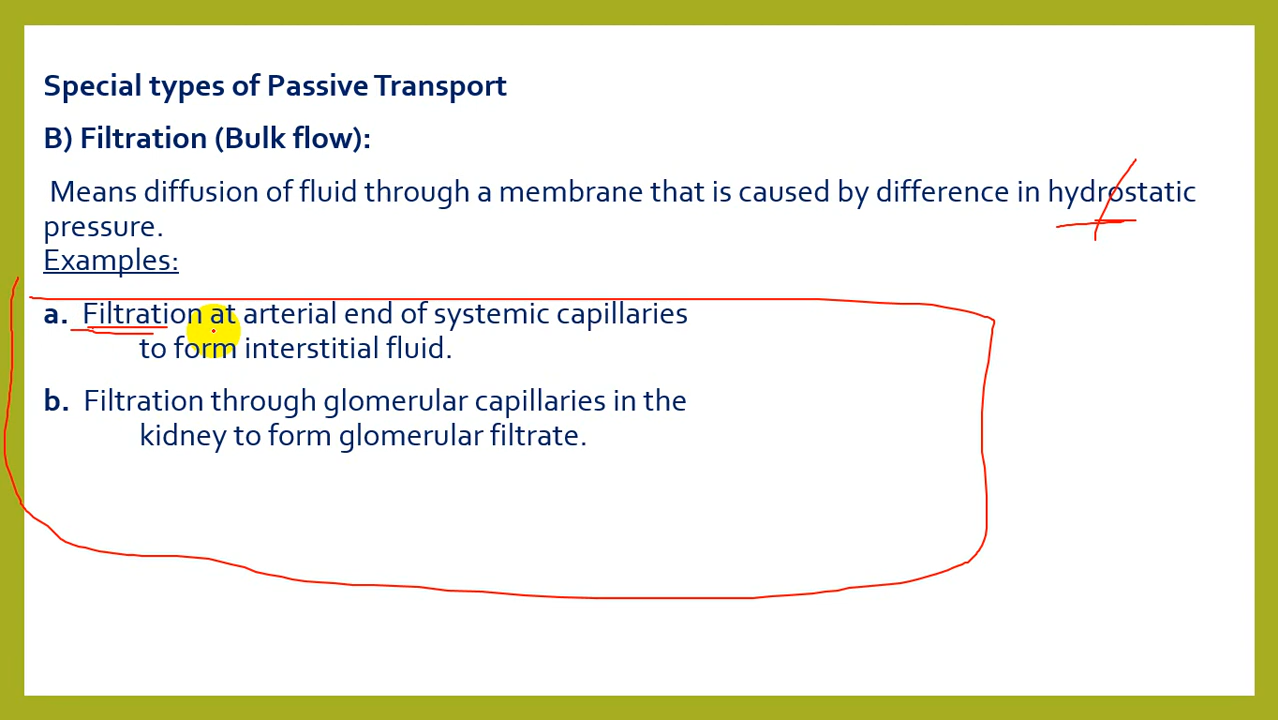 Special types of Passive Transport
B) Filtration (Bulk flow):
Means diffusion of fluid through a membrane that is caused by difference in hydrostatic
pressure.
Examples:
a. Filtration at arterial end of systemic capillaries
to form interstitial fluid.
b. Filtration through glomerular capillaries in the
kidney to form glomerular filtrate.